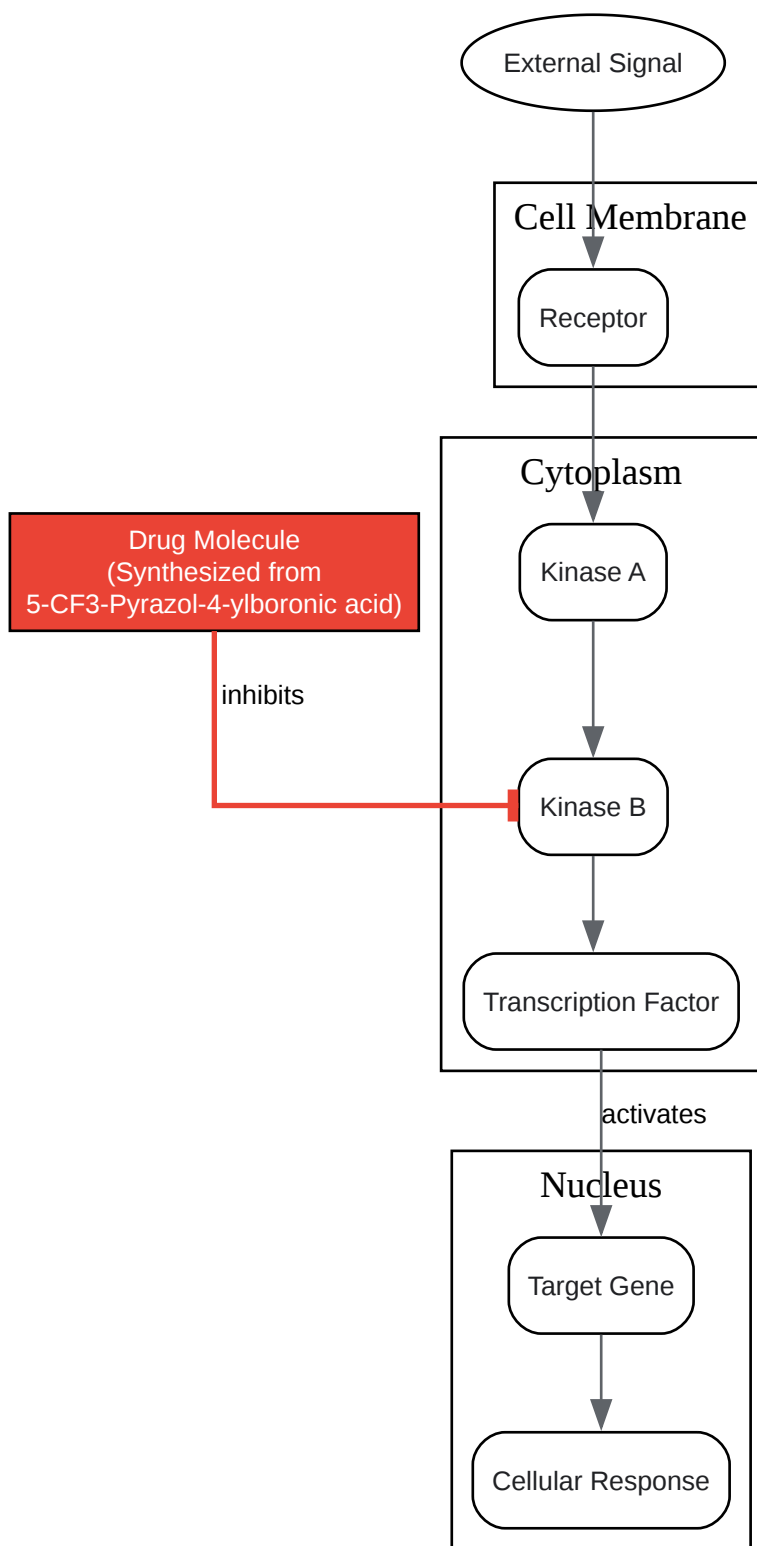 External Signal
Cell Membrane
Receptor
Cytoplasm
Drug Molecule
(Synthesized from
5-CF3-Pyrazol-4-ylboronic acid)
Kinase A
inhibits
Kinase B
Transcription Factor
activates
Nucleus
Target Gene
Cellular Response